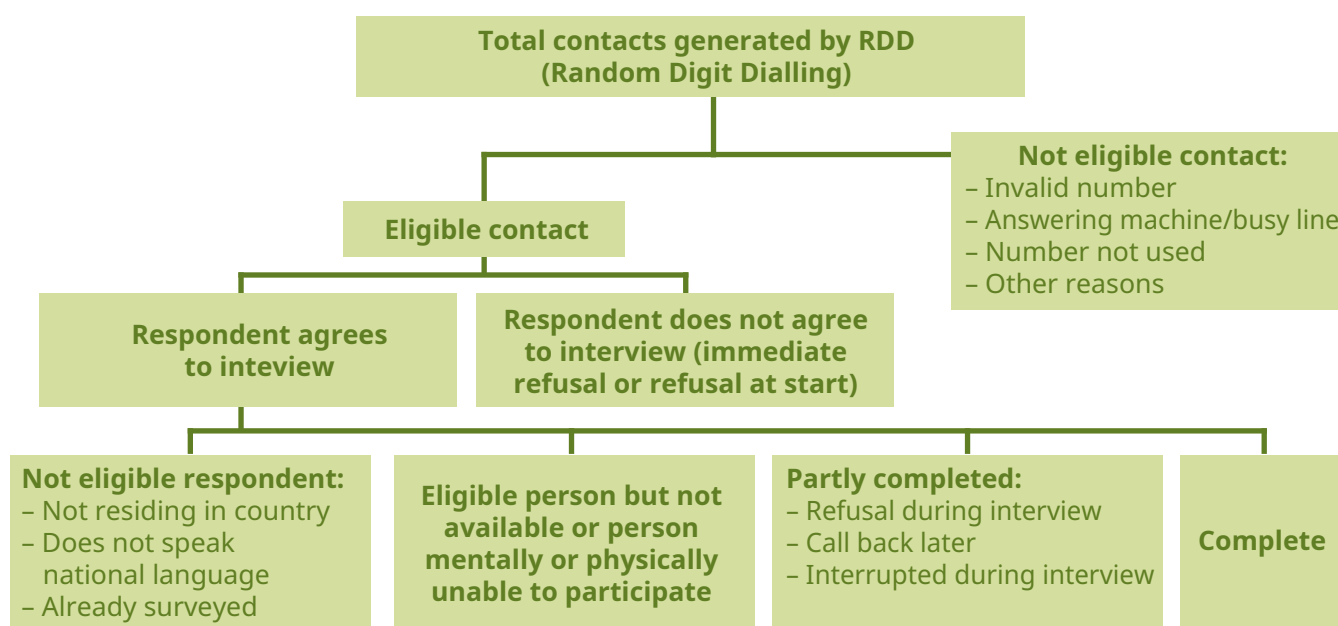 Total contacts generated by RDD
(Random Digit Dialling)
Not eligible contact:
– Invalid number
– Answering machine/busy line
– Number not used
– Other reasons
Eligible contact
Respondent agrees
to inteview
Respondent does not agree
to interview (immediate
refusal or refusal at start)
Not eligible respondent:
– Not residing in country
– Does not speak
national language
– Already surveyed
Eligible person but not
available or person
mentally or physically
unable to participate
Partly completed:
– Refusal during interview
– Call back later
– Interrupted during interview
Complete